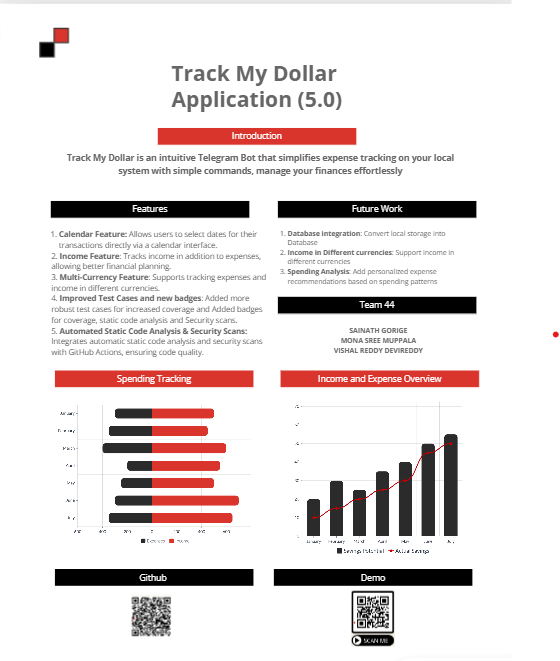 Track My Dollar
Application (5.0)
Introduction
Track My Dollar is an intuitive Telegram Bot that simplifies expense tracking on your local
system with simple commands, manage your finances effortlessly
Features
1. Calendar Feature: Allows users to select dates for their
transactions directly via a calendar interface.
2. Income Feature: Tracks income in addition to expenses,
allowing better financial planning.
3. Multi-Currency Feature: Supports tracking expenses and
income in different currencies.
4. Improved Test Cases and new badges: Added more
robust test cases for increased coverage and Added badges
for coverage, static code analysis and Security scans.
5. Automated Static Code Analysis & Security Scans:
Integrates automatic static code analysis and security scans
with GitHub Actions, ensuring code quality.
Future Work
1. Database integration: Convert local storage into
Database
2. Income in Different currencies: Support income in
different currencies
3. Spending Analysis: Add personalized expense
recommendations based on spending patterns
Team 44
SAINATH GORIGE
MONA SREE MUPPALA
VISHAL REDDY DEVIREDDY
Spending Tracking
January
February
March
April
May
June
July
Expenses Income
Income and Expense Overview
January February March April May June July
Savings Potential Actual Savings
Github
Demo
SCAN ME